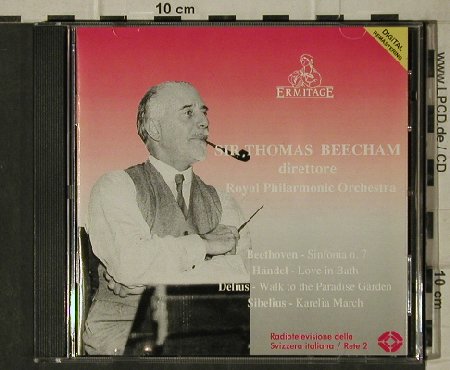 10 cm
DIGITAL
REMASTERING
ERMITAGE
SIR THOMAS BEECHAM
direttore
Royal Philarmonic Orchestra
Beethoven - Sinfonia n. 7
Handel - Love in Bath
Delius - Walk to the Paradise Garden
Sibelius - Karelia March
Radiotelevisione della
Svizzera italiana / Rete 2
www.LPCD.de / CD
10 cm